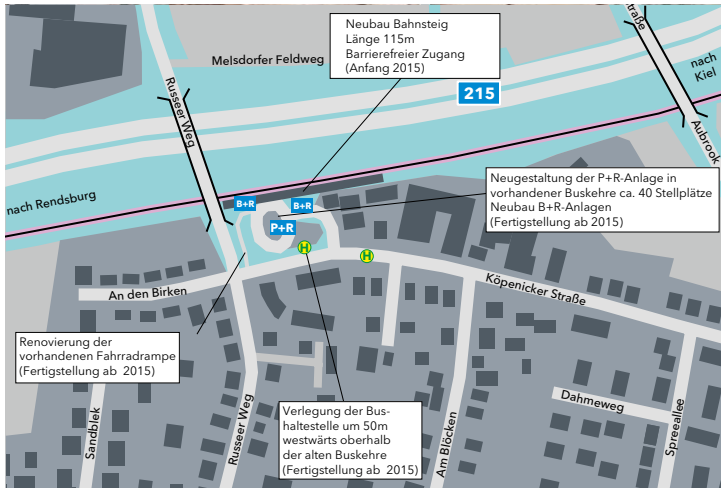 Neubau Bahnsteig
Länge 115m
Barrierefreier Zugang
(Anfang 2015)
Melsdorfer Feldweg
Russeer Weg
215
straße
nach
Kiel
Aubrook
nach Rendsburg
B+R
B+R
P+R
Neugestaltung der P+R-Anlage in
vorhandener Buskehre ca. 40 Stellplätze
Neubau B+R-Anlagen
(Fertigstellung ab 2015)
H
H
An den Birken
Köpenicker Straße
Renovierung der
vorhandenen Fahrradrampe
(Fertigstellung ab 2015)
Verlegung der Bus-
haltestelle um 50m
westwärts oberhalb
der alten Buskehre
(Fertigstellung ab 2015)
Sandblek
Russeer Weg
Am Blöcken
Dahmeweg
Spreeallee